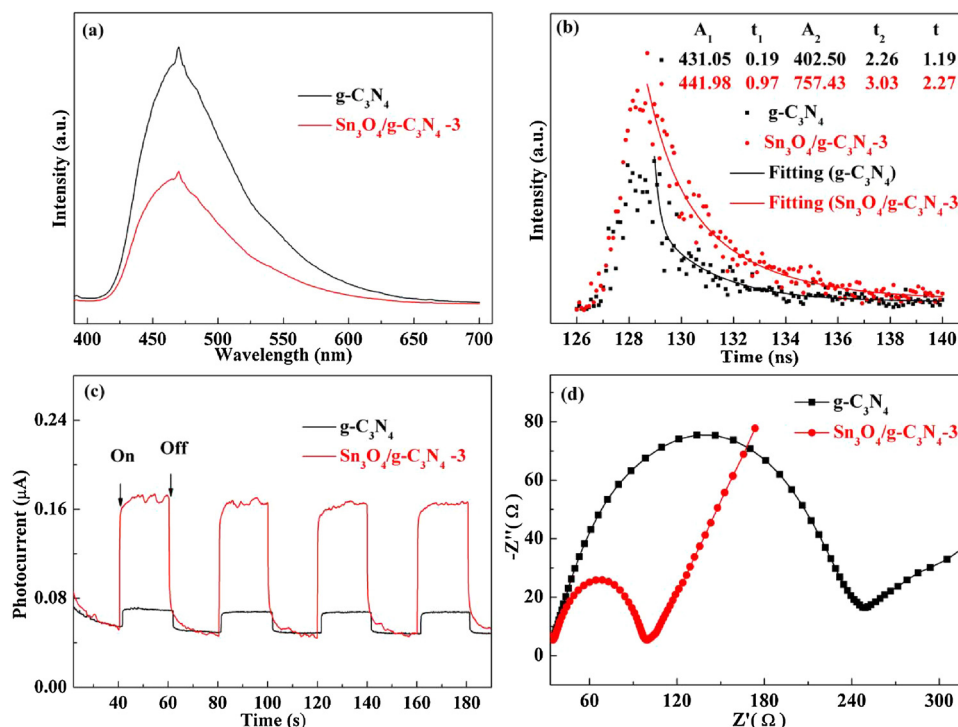 (a)
g-C₃N₄
Sn₃O₄/g-C₃N₄ -3
Intensity (a.u.)
400 450 500 550 600 650 700
Wavelength (nm)
(b)
A₁ t₁ A₂ t₂ t
431.05 0.19 402.50 2.26 1.19
441.98 0.97 757.43 3.03 2.27
g-C₃N₄
Sn₃O₄/g-C₃N₄-3
Fitting (g-C₃N₄)
Fitting (Sn₃O₄/g-C₃N₄-3
Intensity (a.u.)
126 128 130 132 134 136 138 140
Time (ns)
(c)
g-C₃N₄
Sn₃O₄/g-C₃N₄ -3
On
Off
Photocurrent (μA)
0.24
0.16
0.08
0.00
40 60 80 100 120 140 160 180
Time (s)
(d)
g-C₃N₄
Sn₃O₄/g-C₃N₄-3
-Z''( Ω )
80
60
40
20
0
60 120 180 240 300
Z'( Ω )